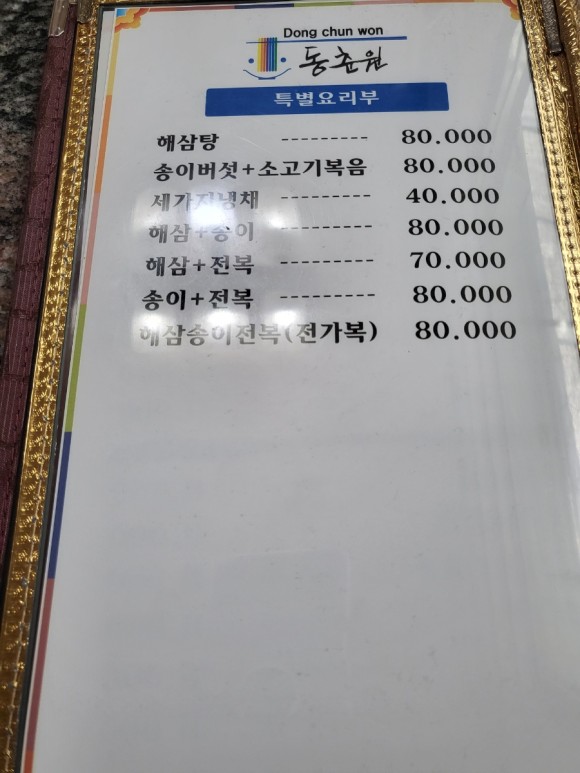 Dong chun won
동춘원
특별요리부
해삼탕 --------- 80.000
송이버섯+소고기복음 80.000
세가지냉채 --------- 40.000
해삼+송이 --------- 80.000
해삼+전복 --------- 70.000
송이+전복 --------- 80.000
해삼송이전복(전가복) 80.000